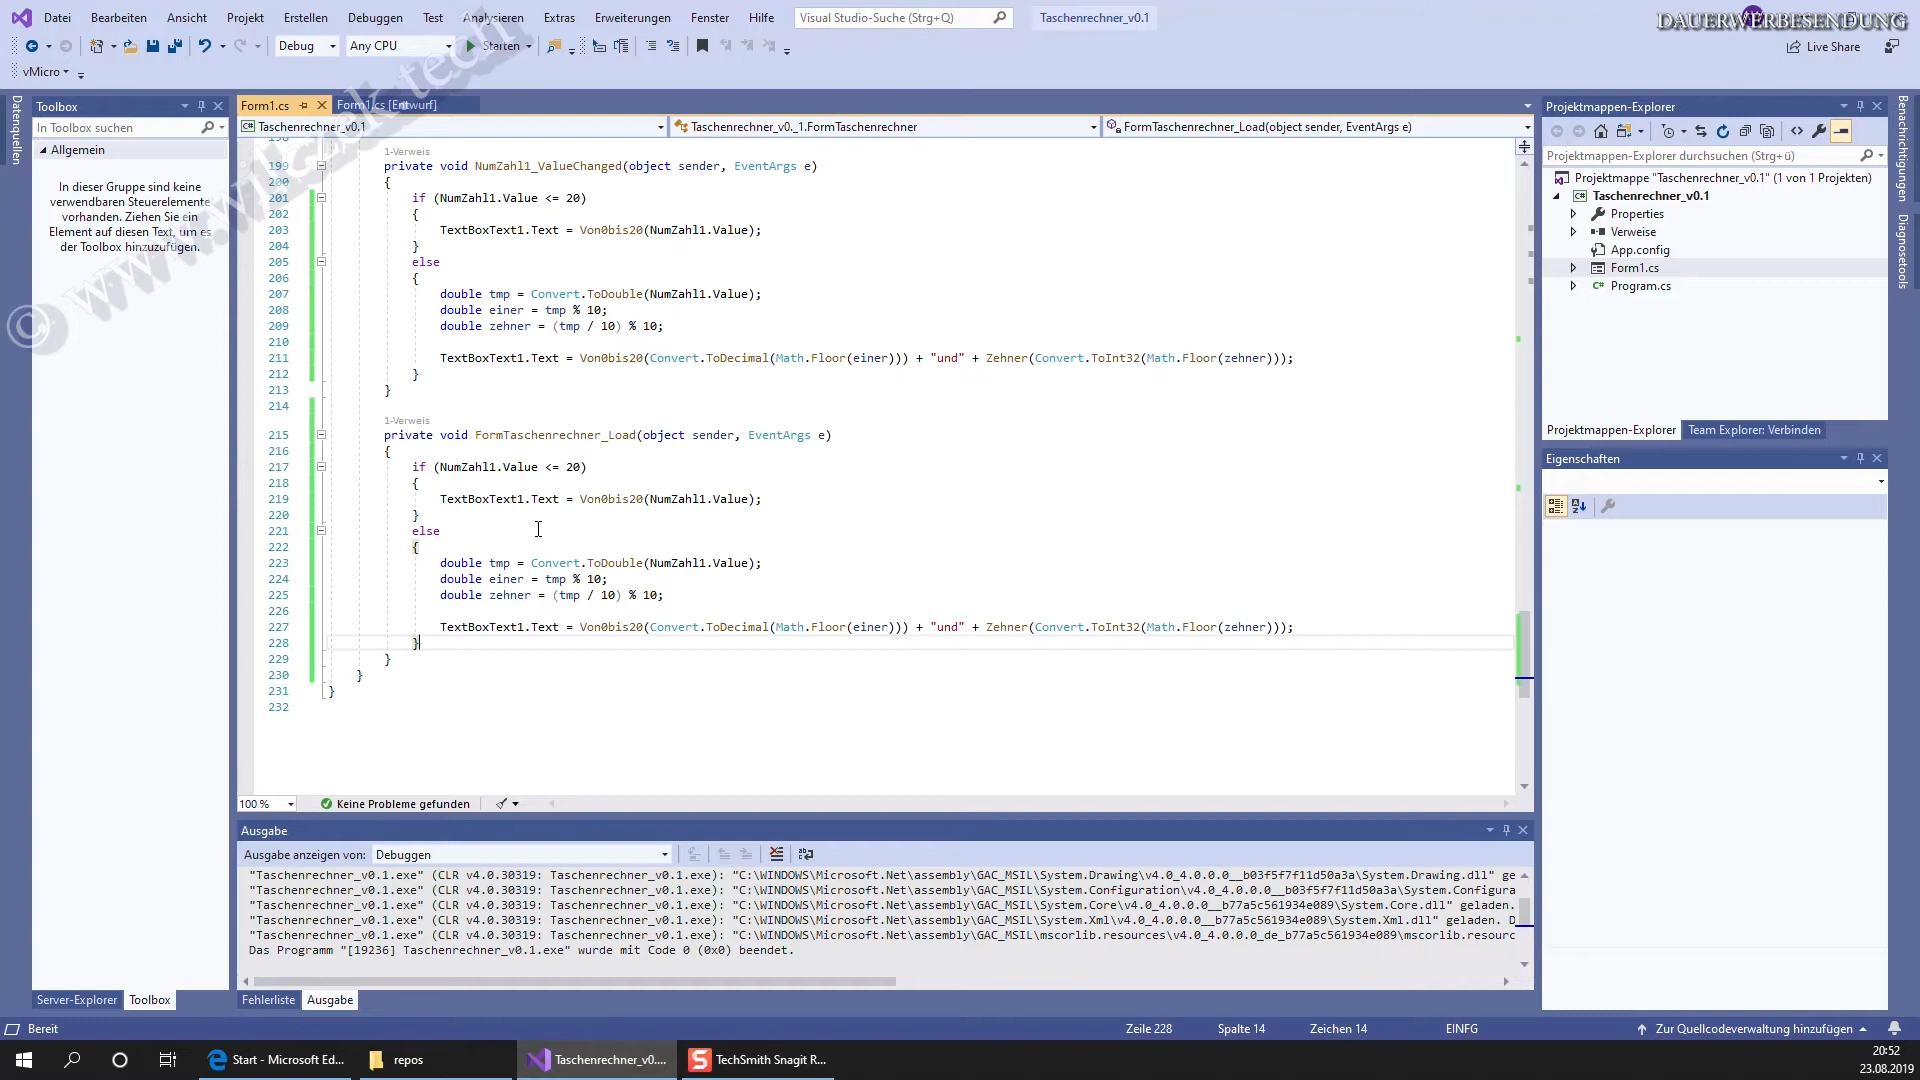 Datei Bearbeiten Ansicht Projekt Erstellen Debuggen Test Analysieren Extras Erweiterungen Fenster Hilfe Visual Studio-Suche (Strg+Q) Taschenrechner_v0.1
DAUERWERBESENDUNG
Debug Any CPU Starten Live Share
vMicro
© www.wilczek.tech
Datenquellen
Toolbox
In Toolbox suchen
Allgemein
In dieser Gruppe sind keine
verwendbaren Steuerelemente
vorhanden. Ziehen Sie ein
Element auf diesen Text, um es
der Toolbox hinzuzufügen.
Server-Explorer Toolbox
Form1.cs Form1.cs [Entwurf]
Taschenrechner_v0.1 Taschenrechner_v0._1.FormTaschenrechner FormTaschenrechner_Load(object sender, EventArgs e)
198
1-Verweis
199 private void NumZahl1_ValueChanged(object sender, EventArgs e)
200 {
201 if (NumZahl1.Value <= 20)
202 {
203 TextBoxText1.Text = Von0bis20(NumZahl1.Value);
204 }
205 else
206 {
207 double tmp = Convert.ToDouble(NumZahl1.Value);
208 double einer = tmp % 10;
209 double zehner = (tmp / 10) % 10;
210
211 TextBoxText1.Text = Von0bis20(Convert.ToDecimal(Math.Floor(einer))) + "und" + Zehner(Convert.ToInt32(Math.Floor(zehner)));
212 }
213 }
214
1-Verweis
215 private void FormTaschenrechner_Load(object sender, EventArgs e)
216 {
217 if (NumZahl1.Value <= 20)
218 {
219 TextBoxText1.Text = Von0bis20(NumZahl1.Value);
220 }
221 else
222 {
223 double tmp = Convert.ToDouble(NumZahl1.Value);
224 double einer = tmp % 10;
225 double zehner = (tmp / 10) % 10;
226
227 TextBoxText1.Text = Von0bis20(Convert.ToDecimal(Math.Floor(einer))) + "und" + Zehner(Convert.ToInt32(Math.Floor(zehner)));
228 }
229 }
230 }
231 }
232
100 % Keine Probleme gefunden
Ausgabe
Ausgabe anzeigen von: Debuggen
"Taschenrechner_v0.1.exe" (CLR v4.0.30319: Taschenrechner_v0.1.exe): "C:\WINDOWS\Microsoft.Net\assembly\GAC_MSIL\System.Drawing\v4.0_4.0.0.0__b03f5f7f11d50a3a\System.Drawing.dll" ge
"Taschenrechner_v0.1.exe" (CLR v4.0.30319: Taschenrechner_v0.1.exe): "C:\WINDOWS\Microsoft.Net\assembly\GAC_MSIL\System.Configuration\v4.0_4.0.0.0__b03f5f7f11d50a3a\System.Configura
"Taschenrechner_v0.1.exe" (CLR v4.0.30319: Taschenrechner_v0.1.exe): "C:\WINDOWS\Microsoft.Net\assembly\GAC_MSIL\System.Core\v4.0_4.0.0.0__b77a5c561934e089\System.Core.dll" geladen.
"Taschenrechner_v0.1.exe" (CLR v4.0.30319: Taschenrechner_v0.1.exe): "C:\WINDOWS\Microsoft.Net\assembly\GAC_MSIL\System.Xml\v4.0_4.0.0.0__b77a5c561934e089\System.Xml.dll" geladen. D
"Taschenrechner_v0.1.exe" (CLR v4.0.30319: Taschenrechner_v0.1.exe): "C:\WINDOWS\Microsoft.Net\assembly\GAC_MSIL\mscorlib.resources\v4.0_4.0.0.0_de_b77a5c561934e089\mscorlib.resourc
Das Programm "[19236] Taschenrechner_v0.1.exe" wurde mit Code 0 (0x0) beendet.
Fehlerliste Ausgabe
Projektmappen-Explorer
Projektmappen-Explorer durchsuchen (Strg+ü)
Projektmappe "Taschenrechner_v0.1" (1 von 1 Projekten)
Taschenrechner_v0.1
Properties
Verweise
App.config
Form1.cs
Program.cs
Projektmappen-Explorer Team Explorer: Verbinden
Eigenschaften
Benachrichtigungen
Diagnosetools
Bereit Zeile 228 Spalte 14 Zeichen 14 EINFG Zur Quellcodeverwaltung hinzufügen
Start - Microsoft Ed... repos Taschenrechner_v0.... TechSmith Snagit R...
20:52
23.08.2019